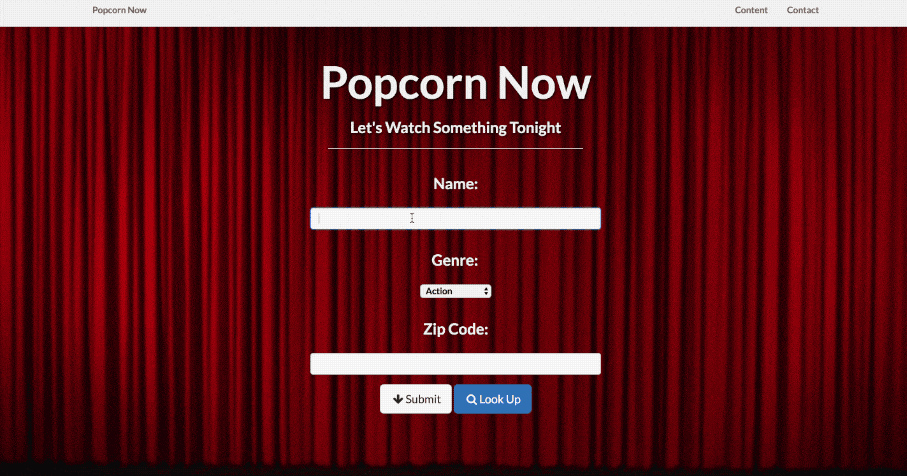 Popcorn Now Content Contact
Popcorn Now
Let's Watch Something Tonight
Name:
Genre:
Action
Zip Code:
Submit Look Up